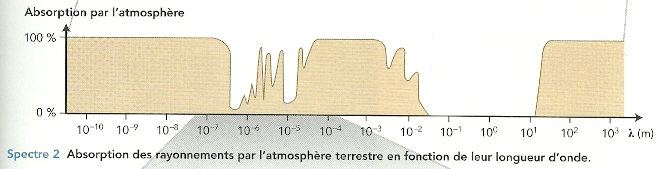 Absorption par l'atmosphère
100 %
0 %
10⁻¹⁰ 10⁻⁹ 10⁻⁸ 10⁻⁷ 10⁻⁶ 10⁻⁵ 10⁻⁴ 10⁻³ 10⁻² 10⁻¹ 10⁰ 10¹ 10² 10³ λ (m)
Spectre 2 Absorption des rayonnements par l'atmosphère terrestre en fonction de leur longueur d'onde.